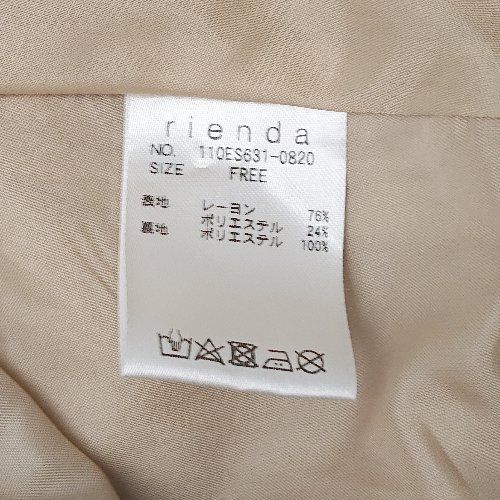 rienda
NO. 110ES631-0820
SIZE FREE
表地 レーヨン 76%
ポリエステル 24%
裏地 ポリエステル 100%